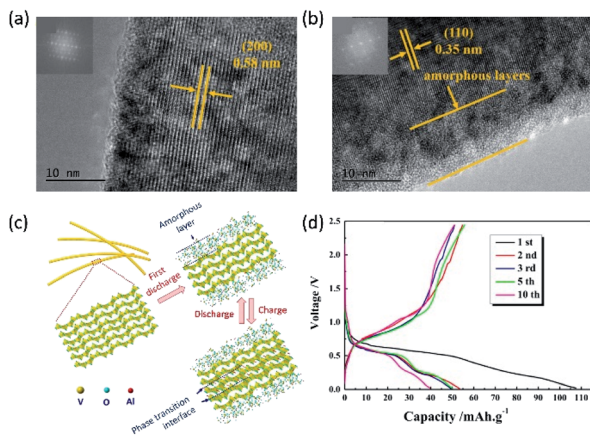 (a)
(200)
0.58 nm
10 nm
(b)
(110)
0.35 nm
amorphous layers
10 nm
(c)
Amorphous
layer
First
discharge
Discharge
Charge
Phase transition
interface
V
O
Al
(d)
Voltage /V
2.5
2.0
1.5
1.0
0.5
0.0
1 st
2 nd
3 rd
5 th
10 th
0
10
20
30
40
50
60
70
80
90
100
110
Capacity /mAh.g⁻¹